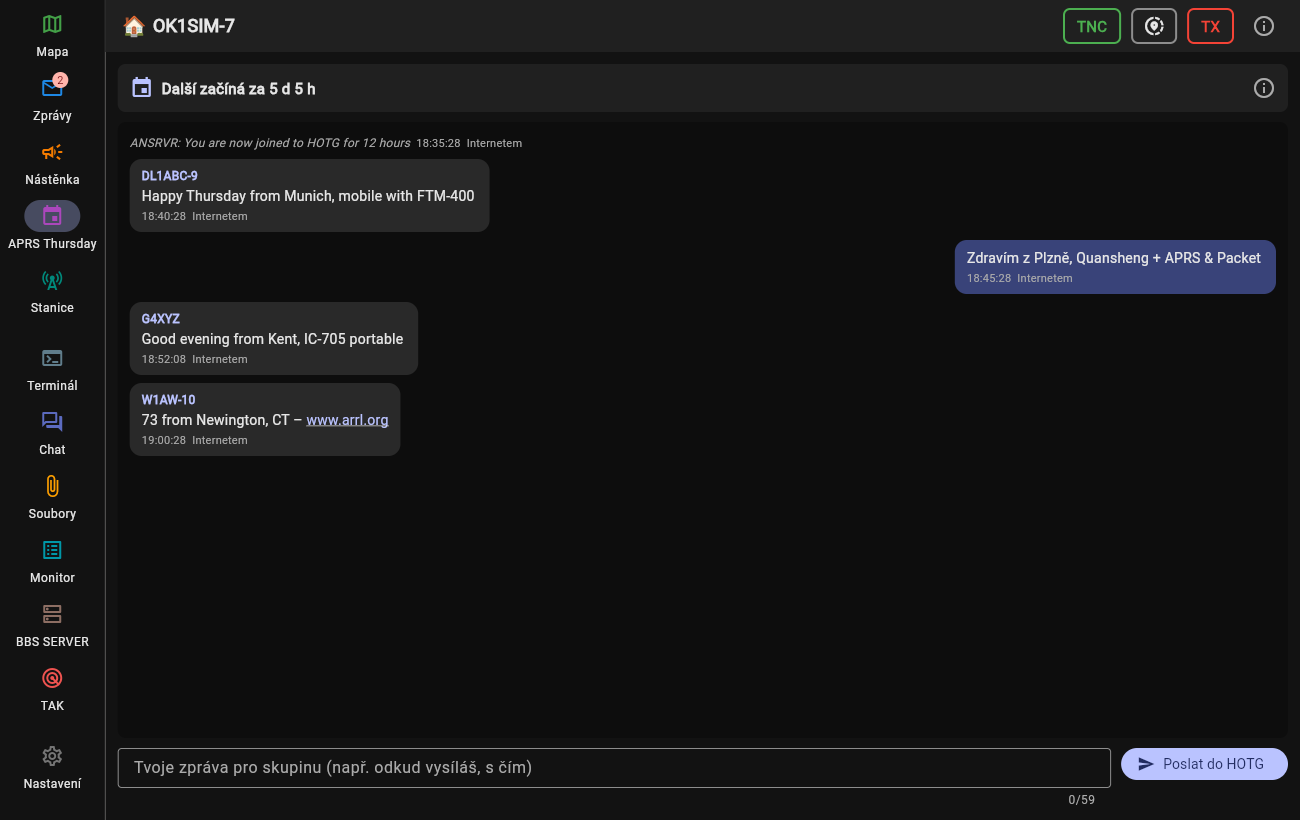 Mapa
2
Zprávy
Nástěnka
APRS Thursday
Stanice
Terminál
Chat
Soubory
Monitor
BBS SERVER
TAK
Nastavení
OK1SIM-7
TNC
TX
Další začíná za 5 d 5 h
ANSRVR: You are now joined to HOTG for 12 hours 18:35:28 Internetem
DL1ABC-9
Happy Thursday from Munich, mobile with FTM-400
18:40:28 Internetem
Zdravím z Plzně, Quansheng + APRS & Packet
18:45:28 Internetem
G4XYZ
Good evening from Kent, IC-705 portable
18:52:08 Internetem
W1AW-10
73 from Newington, CT – www.arrl.org
19:00:28 Internetem
Tvoje zpráva pro skupinu (např. odkud vysíláš, s čím)
Poslat do HOTG
0/59